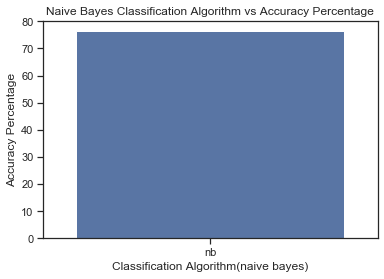 Naive Bayes Classification Algorithm vs Accuracy Percentage
80
70
60
50
40
30
20
10
0
Accuracy Percentage
nb
Classification Algorithm(naive bayes)